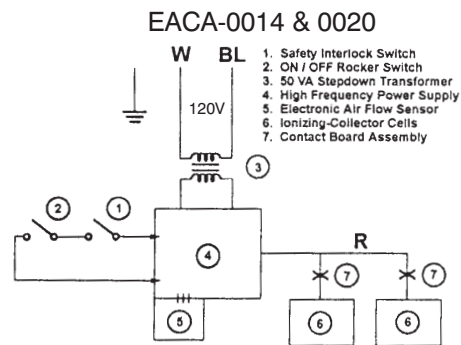 EACA-0014 & 0020
W BL
1. Safety Interlock Switch
2. ON / OFF Rocker Switch
3. 50 VA Stepdown Transformer
4. High Frequency Power Supply
5. Electronic Air Flow Sensor
6. Ionizing-Collector Cells
7. Contact Board Assembly
120V
3
2 1
4
R
7 7
5
6 6